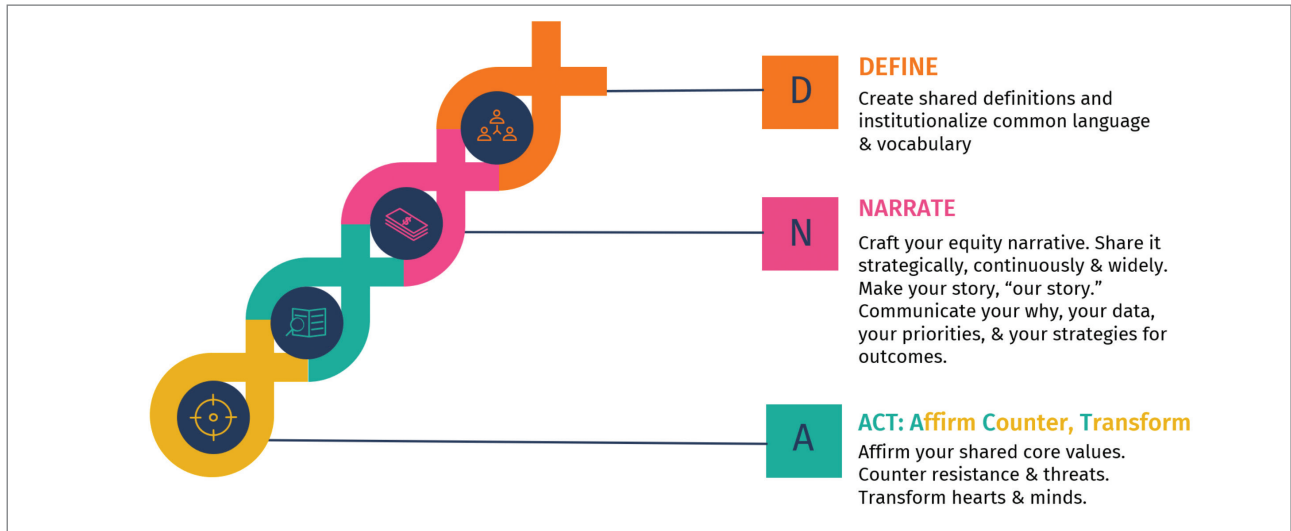 D
DEFINE
Create shared definitions and
institutionalize common language
& vocabulary
N
NARRATE
Craft your equity narrative. Share it
strategically, continuously & widely.
Make your story, “our story.”
Communicate your why, your data,
your priorities, & your strategies for
outcomes.
A
ACT: Affirm Counter, Transform
Affirm your shared core values.
Counter resistance & threats.
Transform hearts & minds.
$